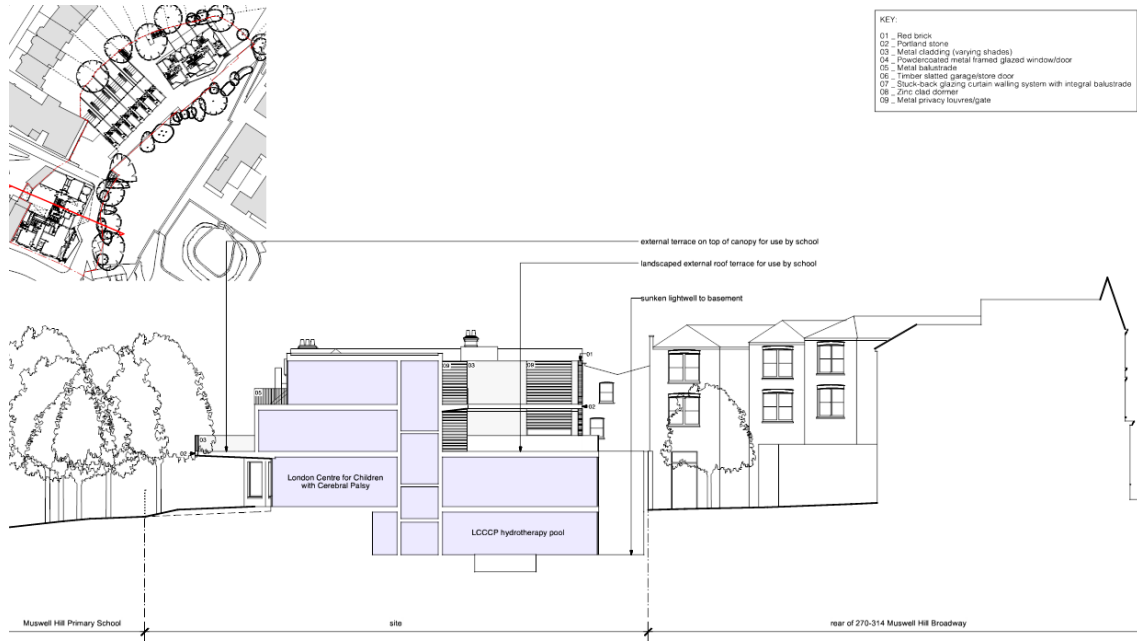 KEY:
01 _ Red brick
02 _ Portland stone
03 _ Metal cladding (varying shades)
04 _ Powdercoated metal framed glazed window/door
05 _ Metal balustrade
06 _ Timber slatted garage/store door
07 _ Stuck-back glazing curtain walling system with integral balustrade
08 _ Zinc clad dormer
09 _ Metal privacy louvres/gate
external terrace on top of canopy for use by school
landscaped external roof terrace for use by school
sunken lightwell to basement
01
09
03
09
05
02
03
02
London Centre for Children
with Cerebral Palsy
LCCCP hydrotherapy pool
Muswell Hill Primary School
site
rear of 270-314 Muswell Hill Broadway